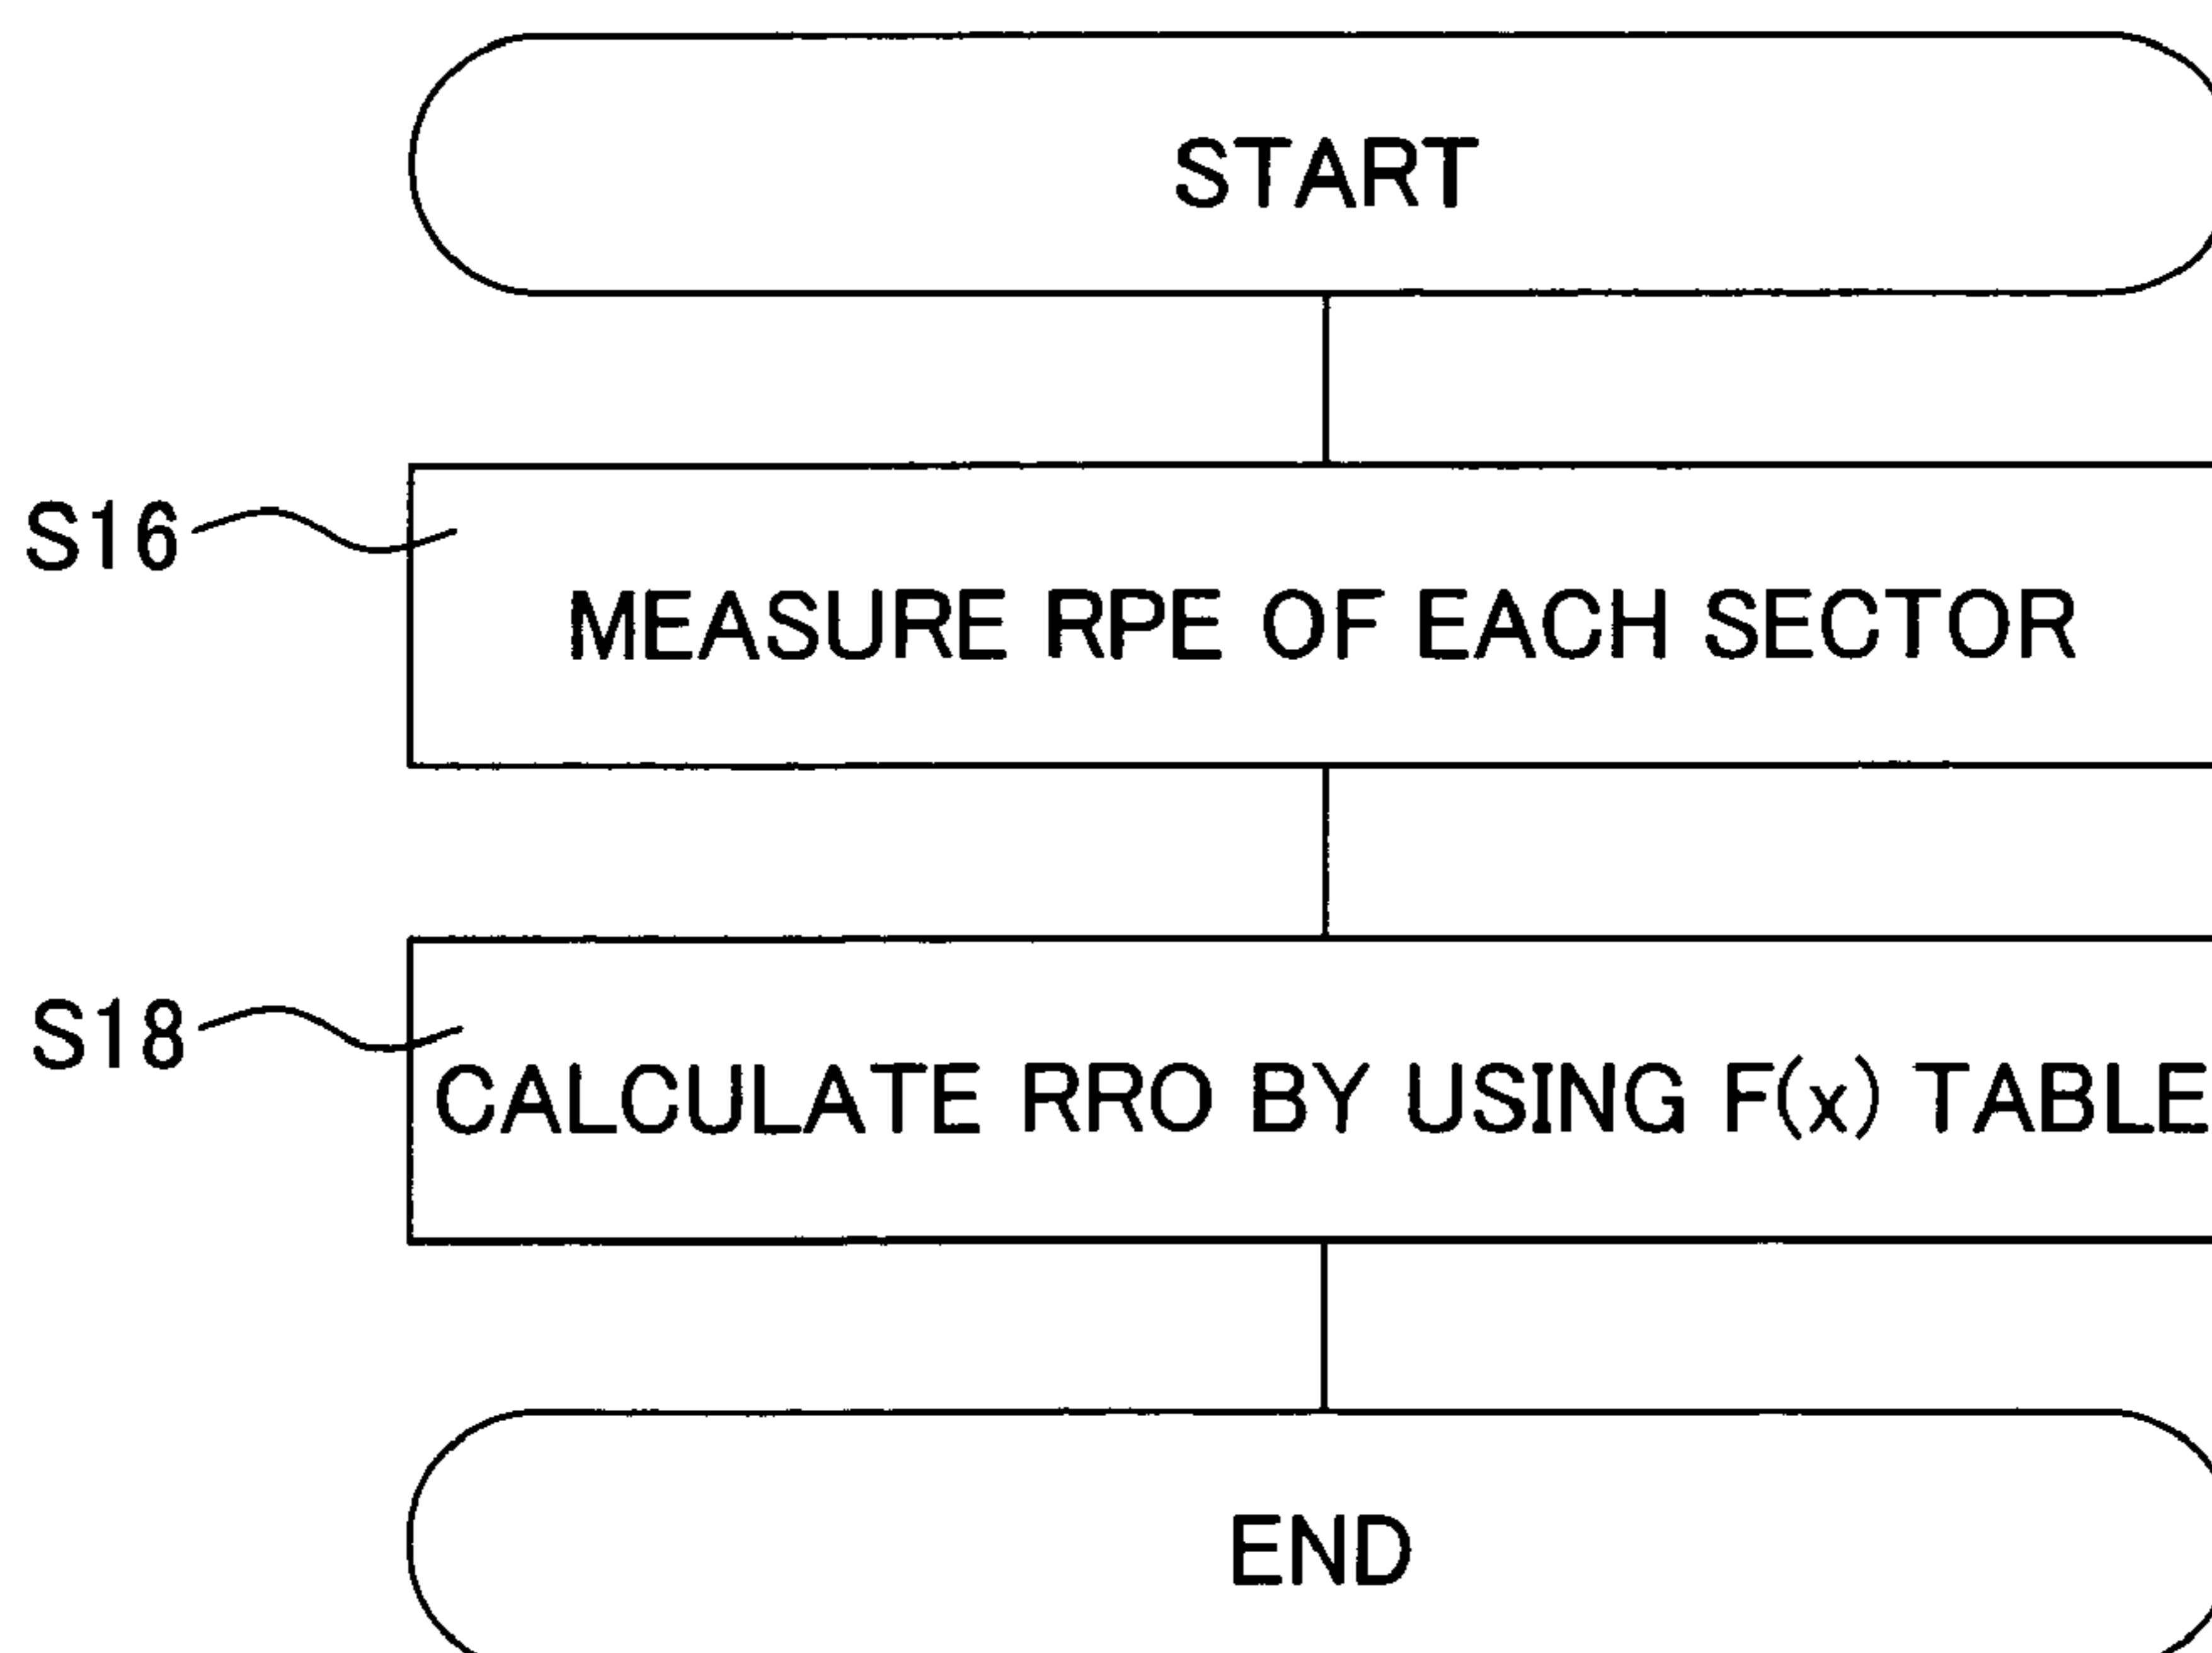 START
S16
MEASURE RPE OF EACH SECTOR
S18
CALCULATE RRO BY USING F(x) TABLE
END